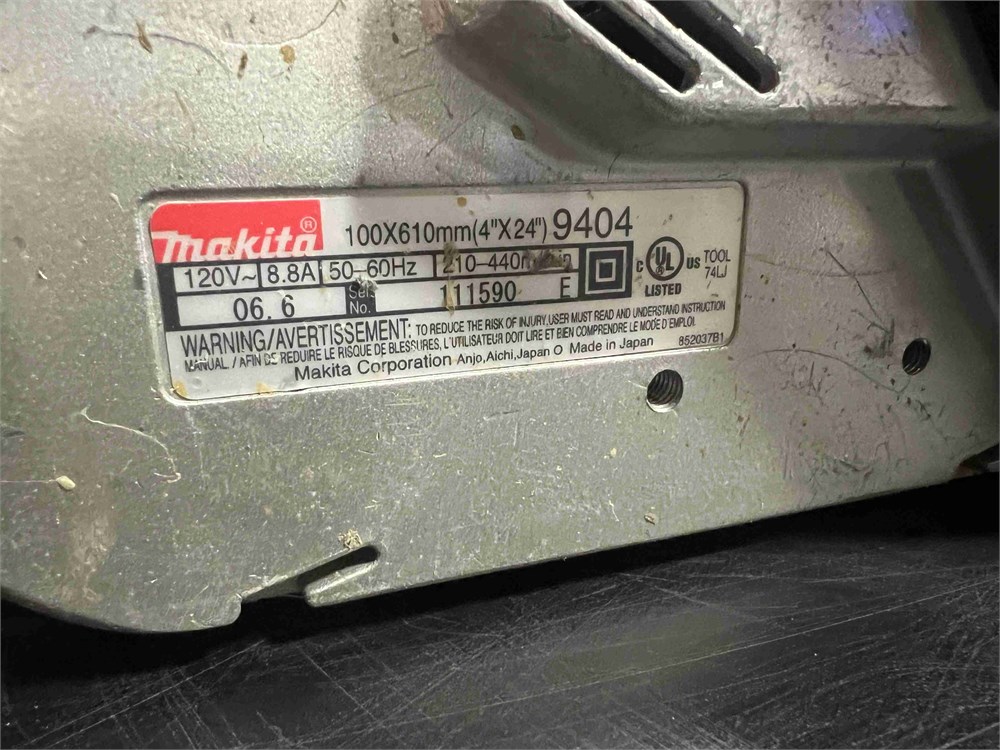 makita® 100X610mm(4"X24") 9404
120V~ 8.8A 50-60Hz 210-440m
06. 6 No. 111590 E
C UL US TOOL 74LJ
LISTED
WARNING/AVERTISSEMENT: TO REDUCE THE RISK OF INJURY, USER MUST READ AND UNDERSTAND INSTRUCTION
MANUAL / AFIN DE REDUIRE LE RISQUE DE BLESSURES, L'UTILISATEUR DOIT LIRE ET BIEN COMPRENDRE LE MODE D'EMPLOI.
852037B1
Makita Corporation Anjo, Aichi, Japan Made in Japan